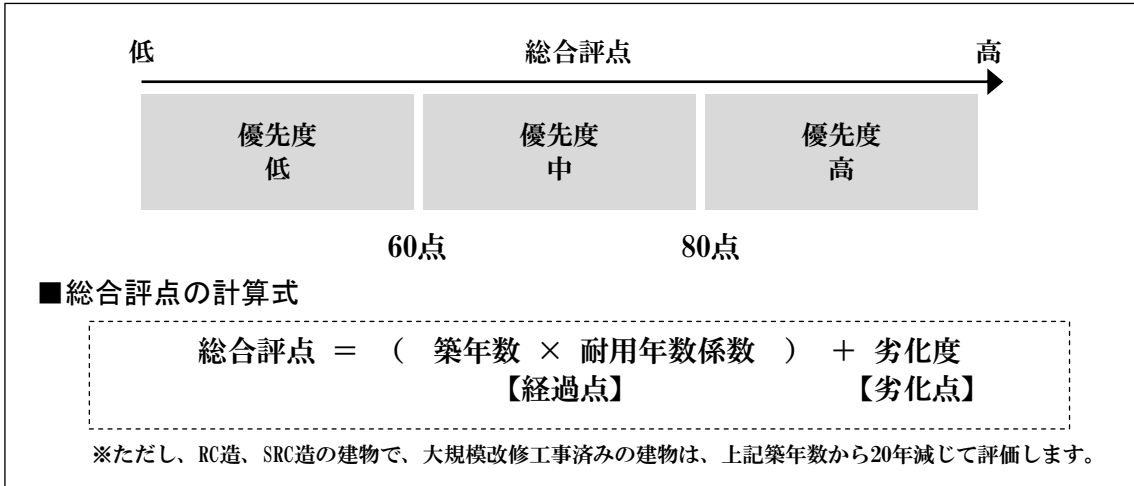 低 総合評点 高
優先度 優先度 優先度
低 中 高
60点 80点
■総合評点の計算式
総合評点 ＝ （ 築年数 × 耐用年数係数 ） ＋ 劣化度
【経過点】 【劣化点】
※ただし、RC造、SRC造の建物で、大規模改修工事済みの建物は、上記築年数から20年減じて評価します。